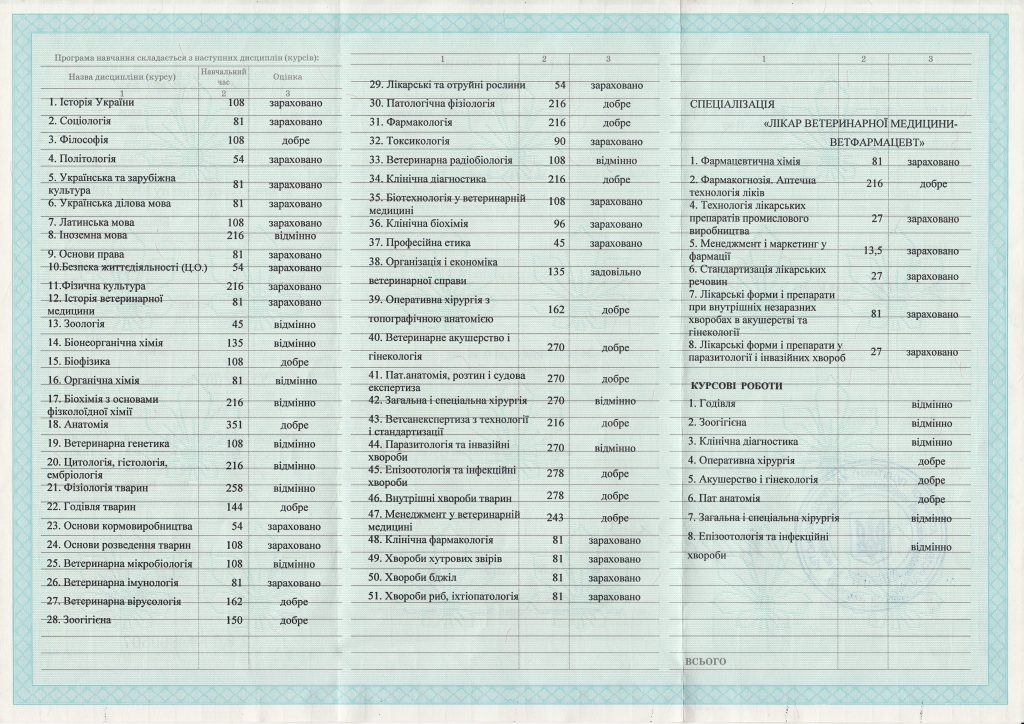 Програма навчання складається з наступних дисциплін (курсів):
Назва дисципліни (курсу) Навчальний час Оцінка
1 2 3
1. Історія України 108 зараховано
2. Соціологія 81 зараховано
3. Філософія 108 добре
4. Політологія 54 зараховано
5. Українська та зарубіжна
культура 81 зараховано
6. Українська ділова мова 81 зараховано
7. Латинська мова 108 зараховано
8. Іноземна мова 216 відмінно
9. Основи права 81 зараховано
10.Безпека життєдіяльності (Ц.О.) 54 зараховано
11.Фізична культура 216 зараховано
12. Історія ветеринарної
медицини 81 зараховано
13. Зоологія 45 відмінно
14. Біонеорганічна хімія 135 відмінно
15. Біофізика 108 добре
16. Органічна хімія 81 відмінно
17. Біохімія з основами
фізколоїдної хімії 216 відмінно
18. Анатомія 351 добре
19. Ветеринарна генетика 108 відмінно
20. Цитологія, гістологія,
ембріологія 216 відмінно
21. Фізіологія тварин 258 відмінно
22. Годівля тварин 144 добре
23. Основи кормовиробництва 54 зараховано
24. Основи розведення тварин 108 зараховано
25. Ветеринарна мікробіологія 108 відмінно
26. Ветеринарна імунологія 81 зараховано
27. Ветеринарна вірусологія 162 добре
28. Зоогігієна 150 добре
1 2 3
29. Лікарські та отруйні рослини 54 зараховано
30. Патологічна фізіологія 216 добре
31. Фармакологія 216 добре
32. Токсикологія 90 зараховано
33. Ветеринарна радіобіологія 108 відмінно
34. Клінічна діагностика 216 добре
35. Біотехнологія у ветеринарній
медицині 108 зараховано
36. Клінічна біохімія 96 зараховано
37. Професійна етика 45 зараховано
38. Організація і економіка
ветеринарної справи 135 задовільно
39. Оперативна хірургія з
топографічною анатомією 162 добре
40. Ветеринарне акушерство і
гінекологія 270 добре
41. Пат.анатомія, розтин і судова
експертиза 270 добре
42. Загальна і спеціальна хірургія 270 відмінно
43. Ветсанекспертиза з технології
і стандартизації 216 добре
44. Паразитологія та інвазійні
хвороби 270 відмінно
45. Епізоотологія та інфекційні
хвороби 278 добре
46. Внутрішні хвороби тварин 278 добре
47. Менеджмент у ветеринарній
медицині 243 добре
48. Клінічна фармакологія 81 зараховано
49. Хвороби хутрових звірів 81 зараховано
50. Хвороби бджіл 81 зараховано
51. Хвороби риб, іхтіопатологія 81 зараховано
1 2 3
СПЕЦІАЛІЗАЦІЯ
«ЛІКАР ВЕТЕРИНАРНОЇ МЕДИЦИНИ-
ВЕТФАРМАЦЕВТ»
1. Фармацевтична хімія 81 зараховано
2. Фармакогнозія. Аптечна
технологія ліків 216 добре
4. Технологія лікарських
препаратів промислового
виробництва 27 зараховано
5. Менеджмент і маркетинг у
фармації 13,5 зараховано
6. Стандартизація лікарських
речовин 27 зараховано
7. Лікарські форми і препарати
при внутрішніх незаразних
хворобах в акушерстві та
гінекології 81 зараховано
8. Лікарські форми і препарати у
паразитології і інвазійних хвороб 27 зараховано
КУРСОВІ РОБОТИ
1. Годівля відмінно
2. Зоогігієна відмінно
3. Клінічна діагностика відмінно
4. Оперативна хірургія добре
5. Акушерство і гінекологія добре
6. Пат анатомія добре
7. Загальна і спеціальна хірургія відмінно
8. Епізоотологія та інфекційні
хвороби відмінно
ВСЬОГО